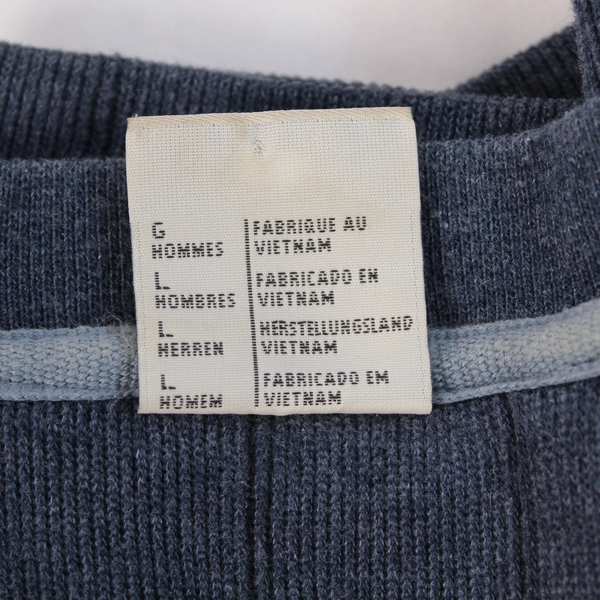 G
HOMMES
FABRIQUE AU
VIETNAM
L
HOMBRES
FABRICADO EN
VIETNAM
L
HERREN
HERSTELLUNGSLAND
VIETNAM
L
HOMEM
FABRICADO EM
VIETNAM